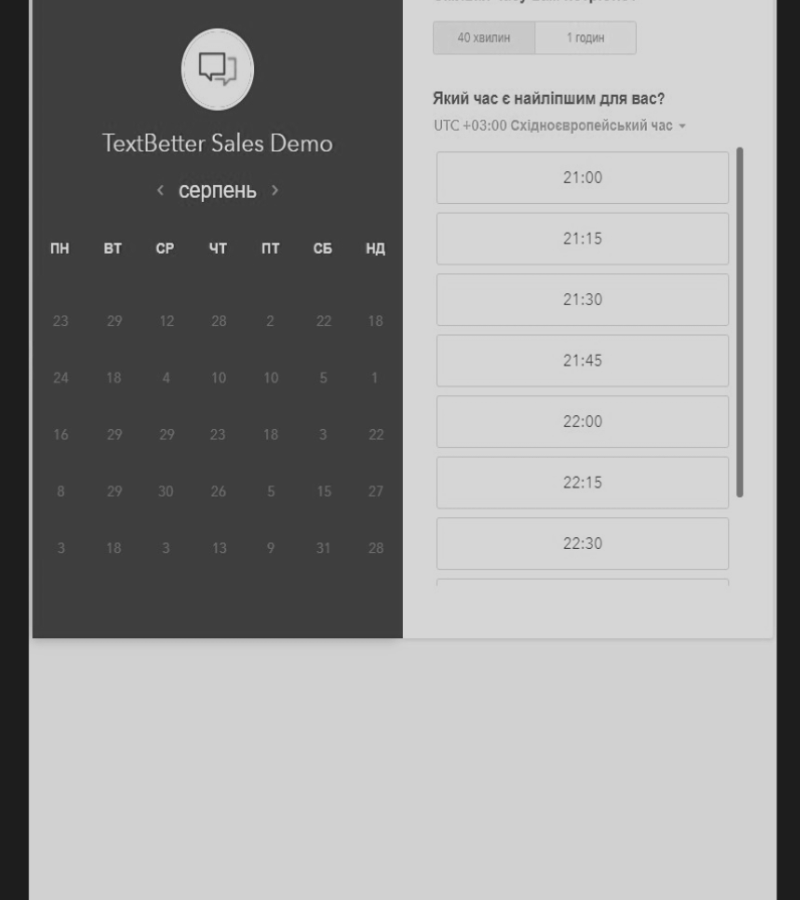 TextBetter Sales Demo
‹ серпень ›
ПН ВТ СР ЧТ ПТ СБ НД
23 29 12 28 2 22 18
24 18 4 10 10 5 1
16 29 29 23 18 3 22
8 29 30 26 5 15 27
3 18 3 13 9 31 28
40 хвилин 1 годин
Який час є найліпшим для вас?
UTC +03:00 Східноєвропейський час
21:00
21:15
21:30
21:45
22:00
22:15
22:30